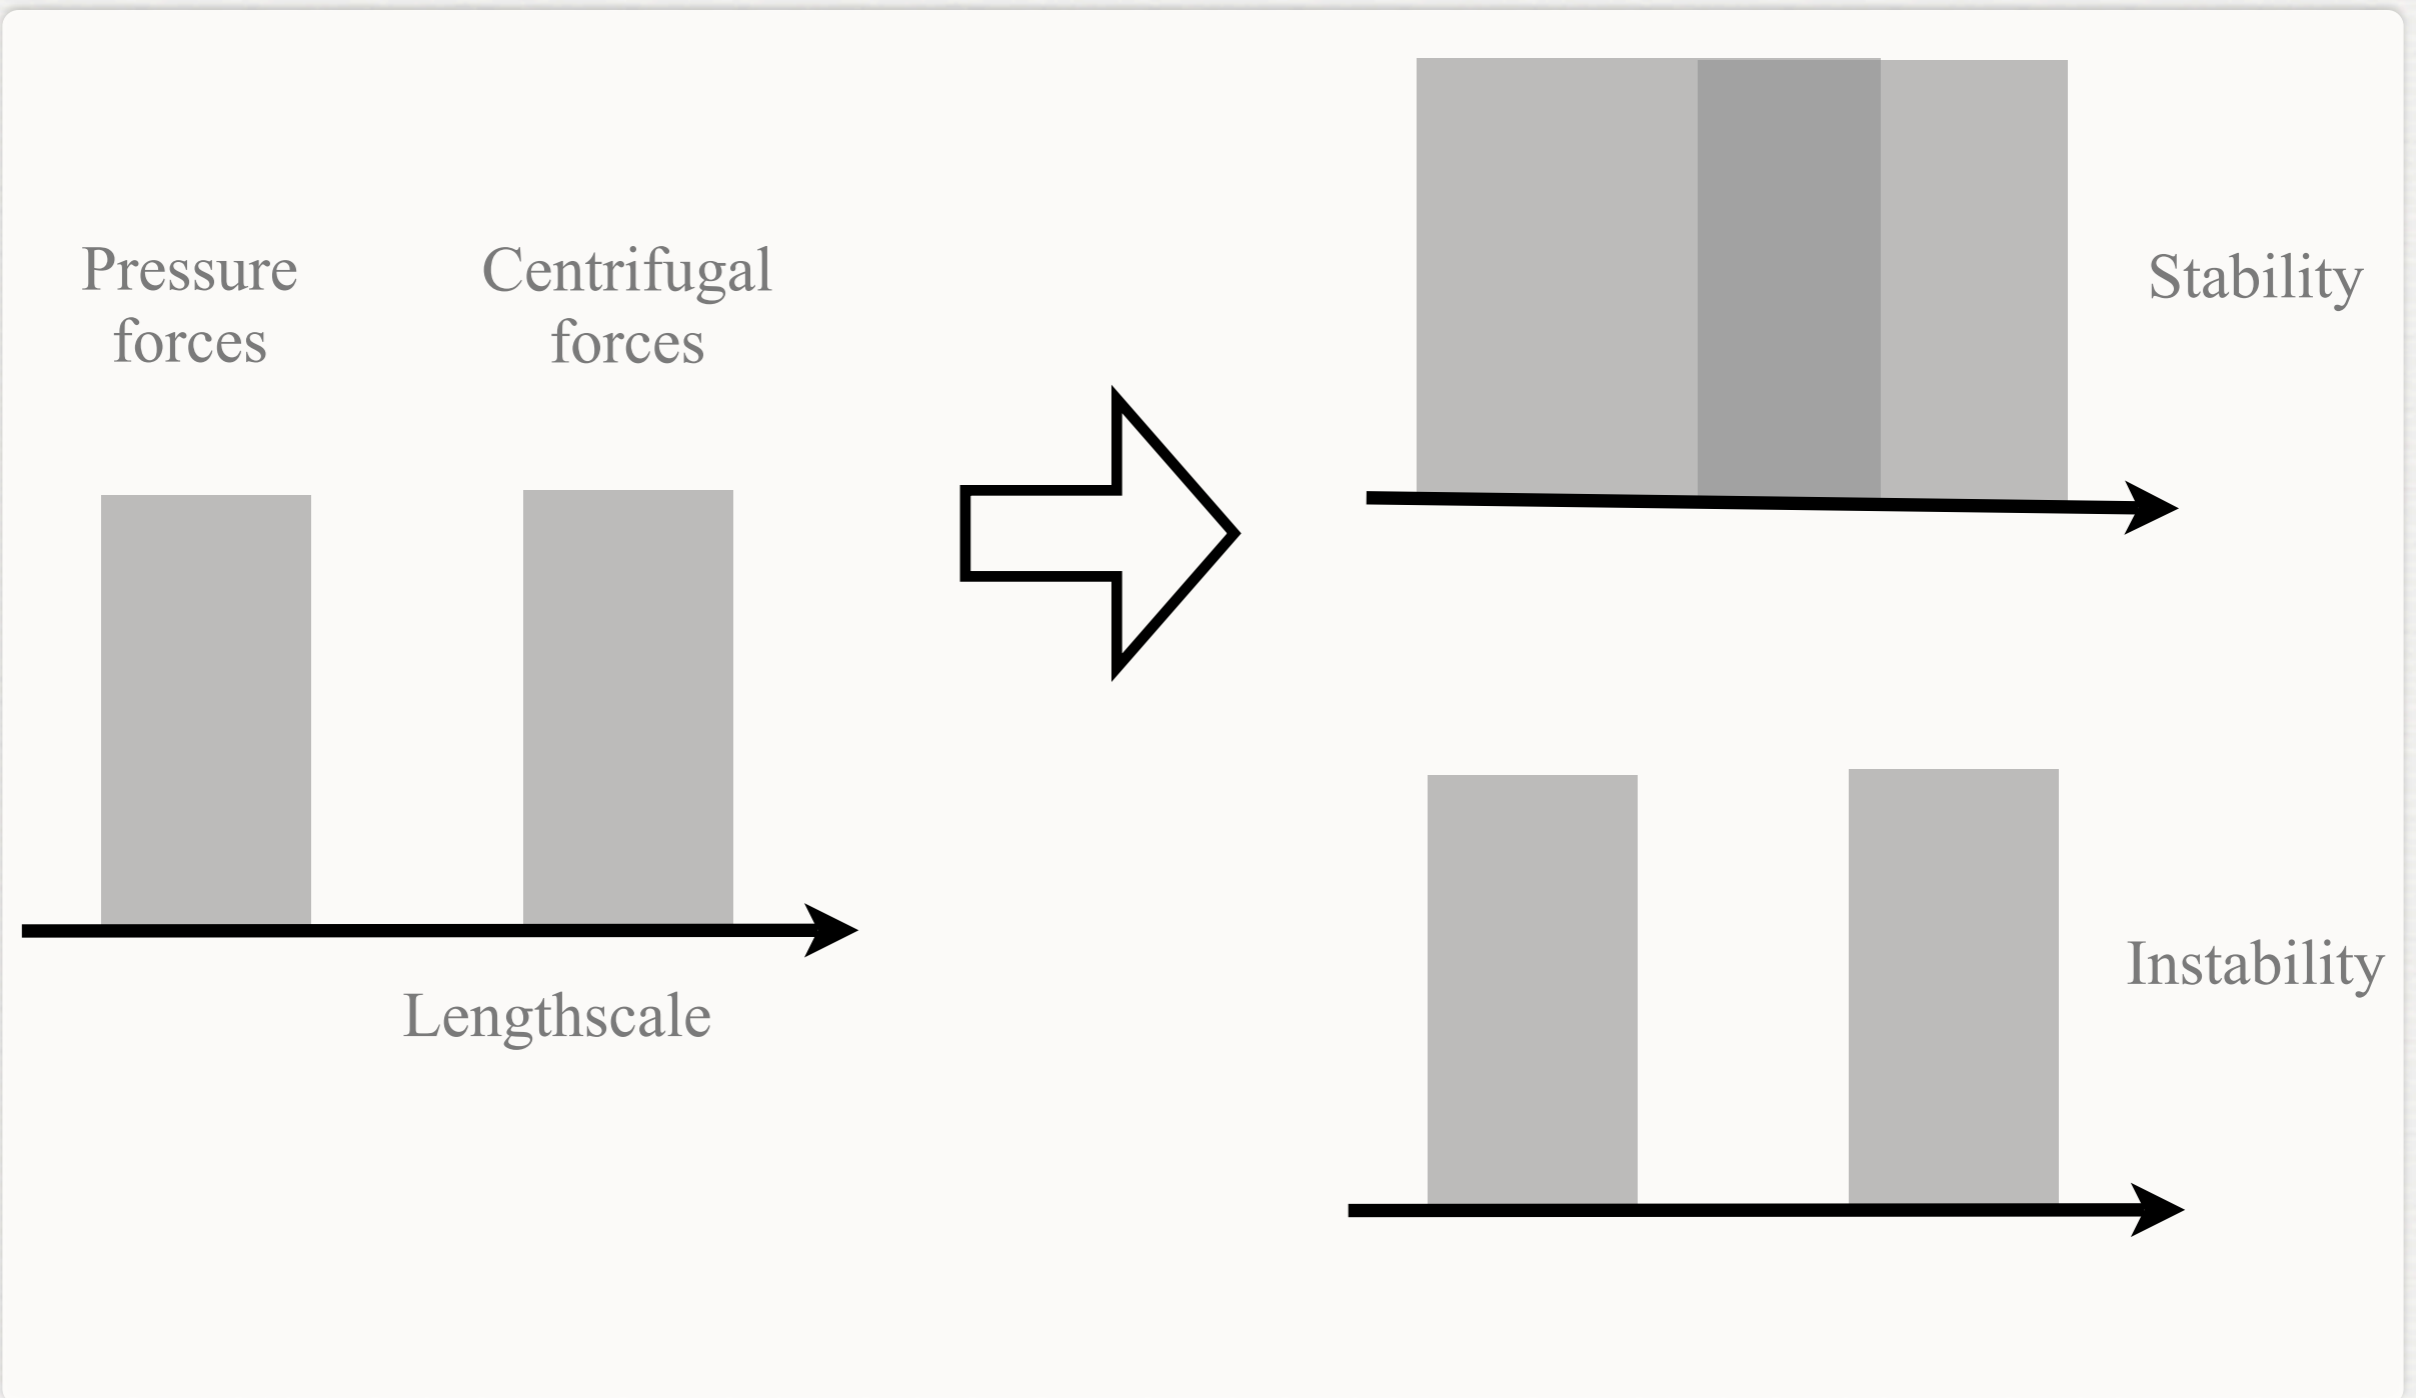 Pressure
forces
Centrifugal
forces
Lengthscale
Stability
Instability